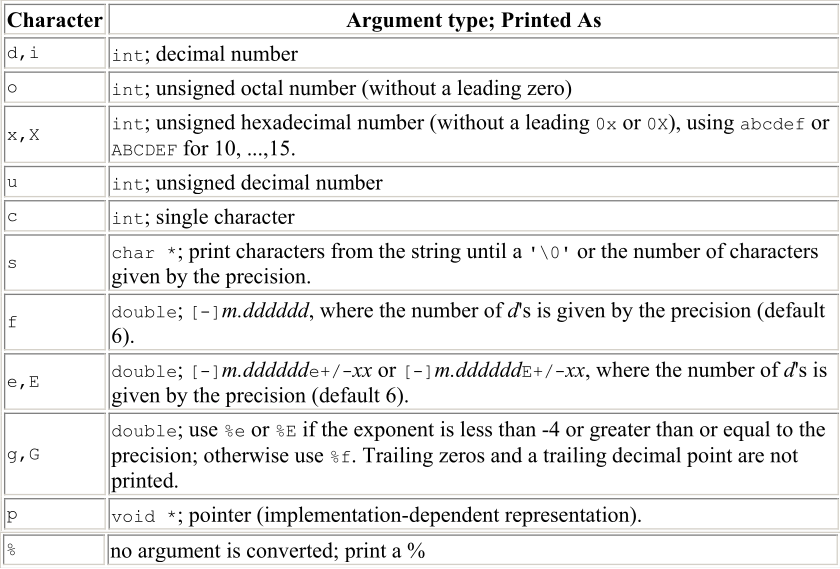 Character Argument type; Printed As
d,i int; decimal number
o int; unsigned octal number (without a leading zero)
x,X int; unsigned hexadecimal number (without a leading 0x or 0X), using abcdef or
ABCDEF for 10, ...,15.
u int; unsigned decimal number
c int; single character
s char *; print characters from the string until a '\0' or the number of characters
given by the precision.
f double; [-]m.dddddd, where the number of d's is given by the precision (default
6).
e,E double; [-]m.dddddde+/-xx or [-]m.ddddddE+/-xx, where the number of d's is
given by the precision (default 6).
g,G double; use %e or %E if the exponent is less than -4 or greater than or equal to the
precision; otherwise use %f. Trailing zeros and a trailing decimal point are not
printed.
p void *; pointer (implementation-dependent representation).
% no argument is converted; print a %